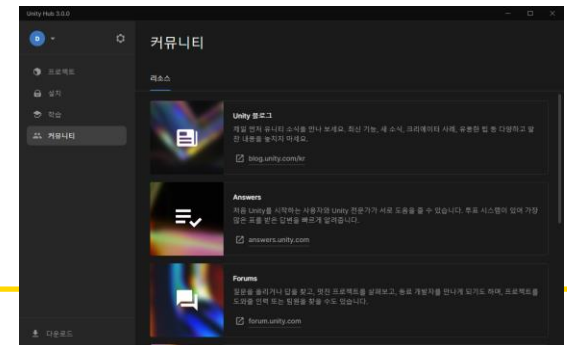 Unity Hub 3.0.0
D
커뮤니티
프로젝트
설치
학습
커뮤니티
다운로드
리소스
Unity 블로그
제일 먼저 유니티 소식을 만나 보세요. 최신 기능, 새 소식, 크리에이터 사례, 유용한 팁 등 다양하고 알
찬 내용을 놓치지 마세요.
blog.unity.com/kr
Answers
처음 Unity를 시작하는 사용자와 Unity 전문가가 서로 도움을 줄 수 있습니다. 투표 시스템이 있어 가장
많은 표를 받은 답변을 빠르게 알려줍니다.
answers.unity.com
Forums
질문을 올리거나 답을 찾고, 멋진 프로젝트를 살펴보고, 동료 개발자를 만나게 되기도 하며, 프로젝트를
도와줄 인력 또는 팀원을 찾을 수도 있습니다.
forum.unity.com